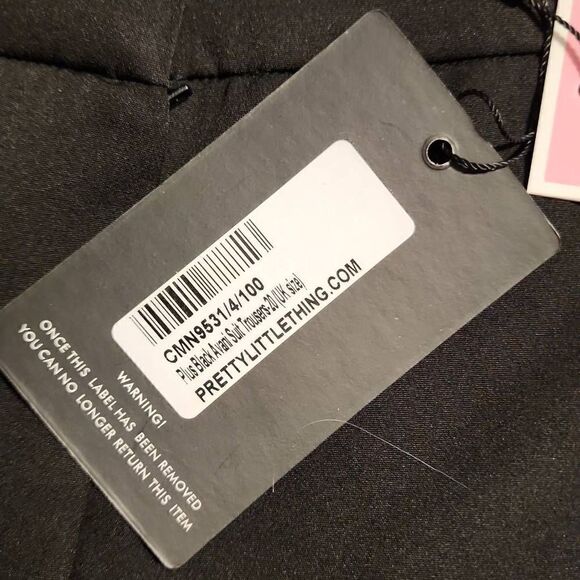 CMN9531/4/100
Plus Black Avani Suit Trousers-20 (UK size)
PRETTYLITTLETHING.COM
WARNING!
ONCE THIS LABEL HAS BEEN REMOVED
YOU CAN NO LONGER RETURN THIS ITEM